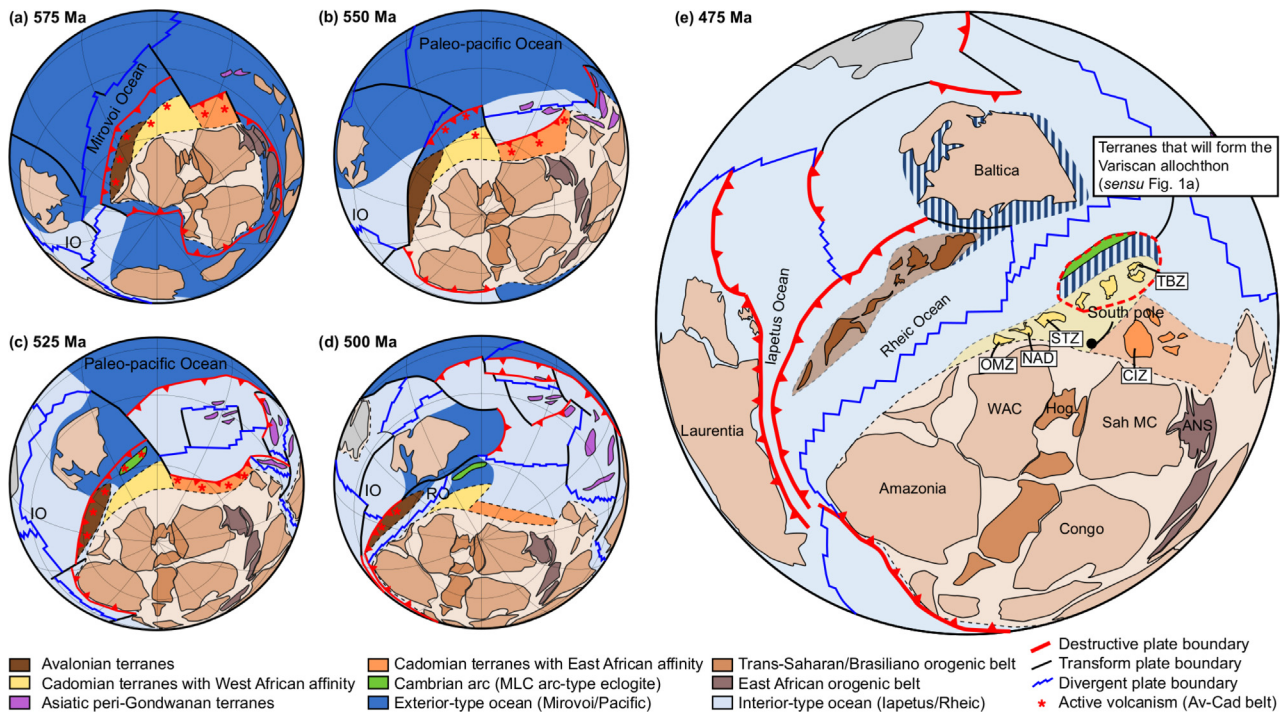 (a) 575 Ma
Mirovoi Ocean
IO
(b) 550 Ma
Paleo-pacific Ocean
IO
(c) 525 Ma
Paleo-pacific Ocean
IO
(d) 500 Ma
IO
RO
(e) 475 Ma
Baltica
Terranes that will form the
Variscan allochthon
(sensu Fig. 1a)
Iapetus Ocean
Rheic Ocean
TBZ
South pole
STZ
OMZ
NAD
CIZ
Laurentia
WAC
Hog.
Sah MC
ANS
Amazonia
Congo
Avalonian terranes
Cadomian terranes with West African affinity
Asiatic peri-Gondwanan terranes
Cadomian terranes with East African affinity
Cambrian arc (MLC arc-type eclogite)
Exterior-type ocean (Mirovoi/Pacific)
Trans-Saharan/Brasiliano orogenic belt
East African orogenic belt
Interior-type ocean (Iapetus/Rheic)
Destructive plate boundary
Transform plate boundary
Divergent plate boundary
Active volcanism (Av-Cad belt)